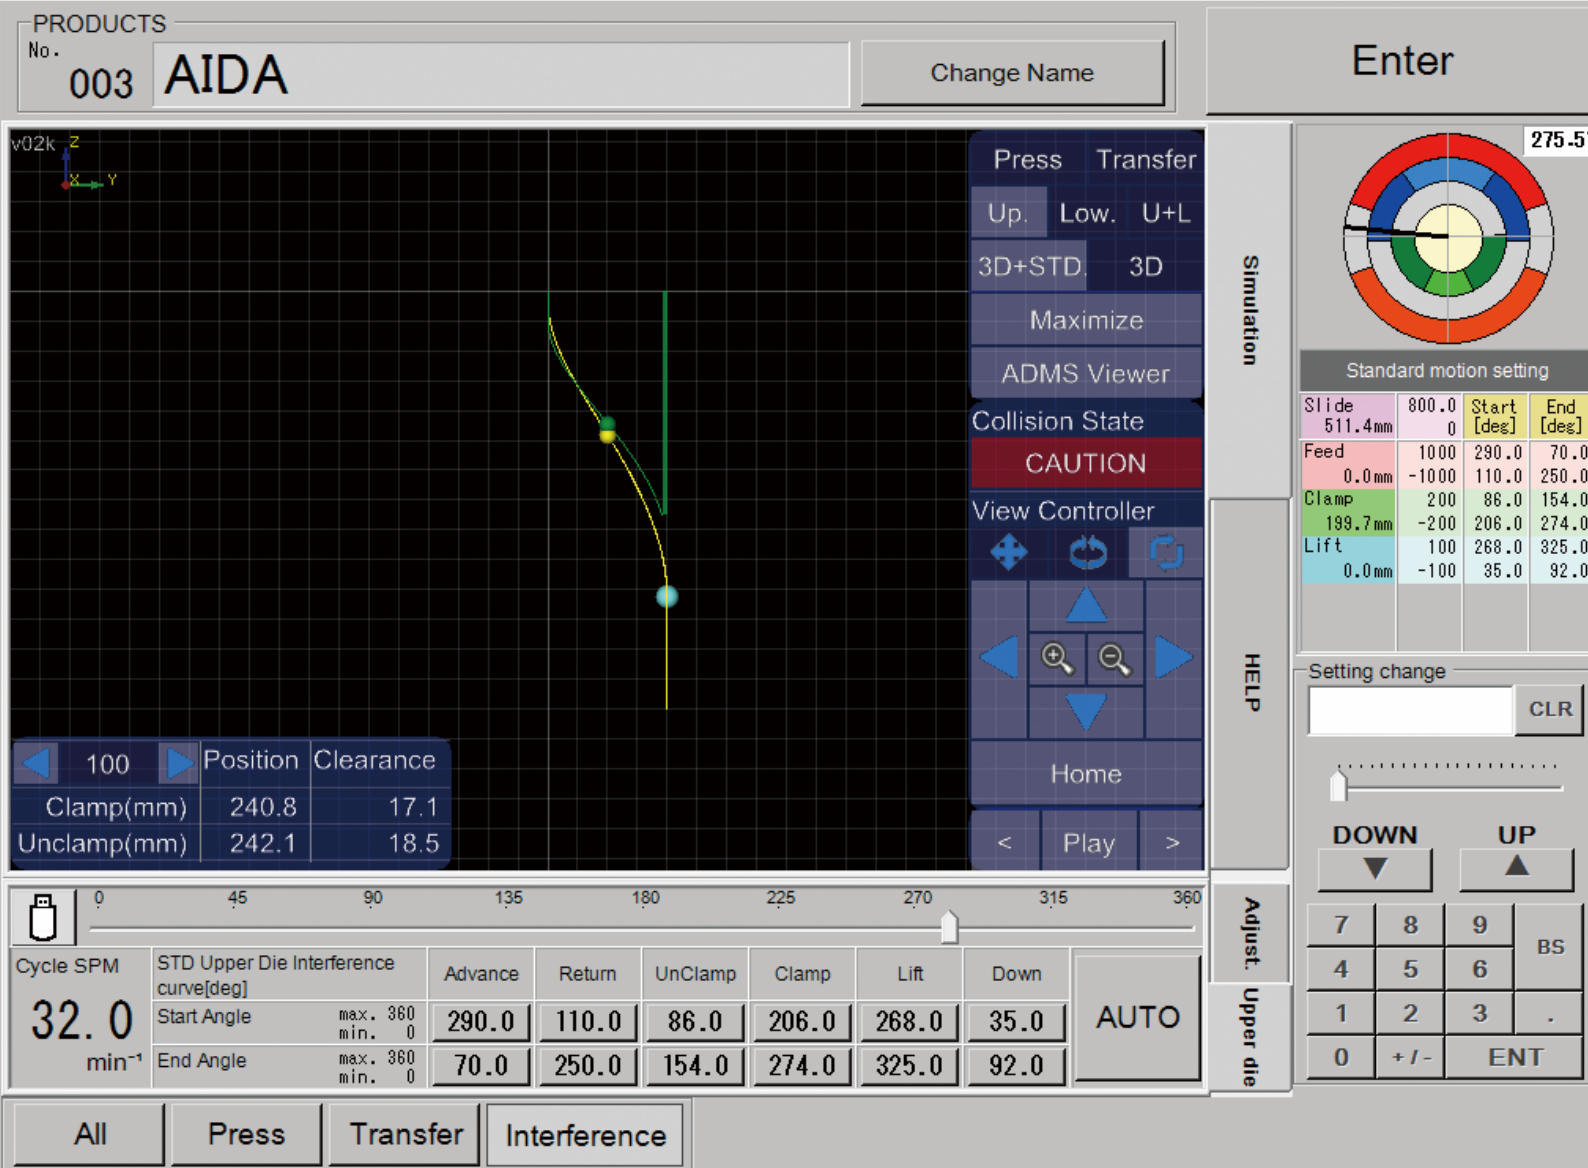 PRODUCTS
No.
003 AIDA
Change Name
Enter
v02k
Z
X
Y
Press Transfer
Up. Low. U+L
3D+STD. 3D
Maximize
ADMS Viewer
Collision State
CAUTION
View Controller
Home
< Play >
100 Position Clearance
Clamp(mm) 240.8 17.1
Unclamp(mm) 242.1 18.5
Simulation
HELP
Adjust.
Upper die
275.5°
Standard motion setting
Slide 800.0 Start End
511.4mm 0 [deg] [deg]
Feed 1000 290.0 70.0
0.0mm -1000 110.0 250.0
Clamp 200 86.0 154.0
199.7mm -200 206.0 274.0
Lift 100 268.0 325.0
0.0mm -100 35.0 92.0
Setting change
CLR
DOWN UP
7 8 9 BS
4 5 6
1 2 3 .
0 +/- ENT
0 45 90 135 180 225 270 315 360
Cycle SPM
32.0
min⁻¹
STD Upper Die Interference
curve[deg]
Advance Return UnClamp Clamp Lift Down
Start Angle max. 360
min. 0
290.0 110.0 86.0 206.0 268.0 35.0
End Angle max. 360
min. 0
70.0 250.0 154.0 274.0 325.0 92.0
AUTO
All Press Transfer Interference